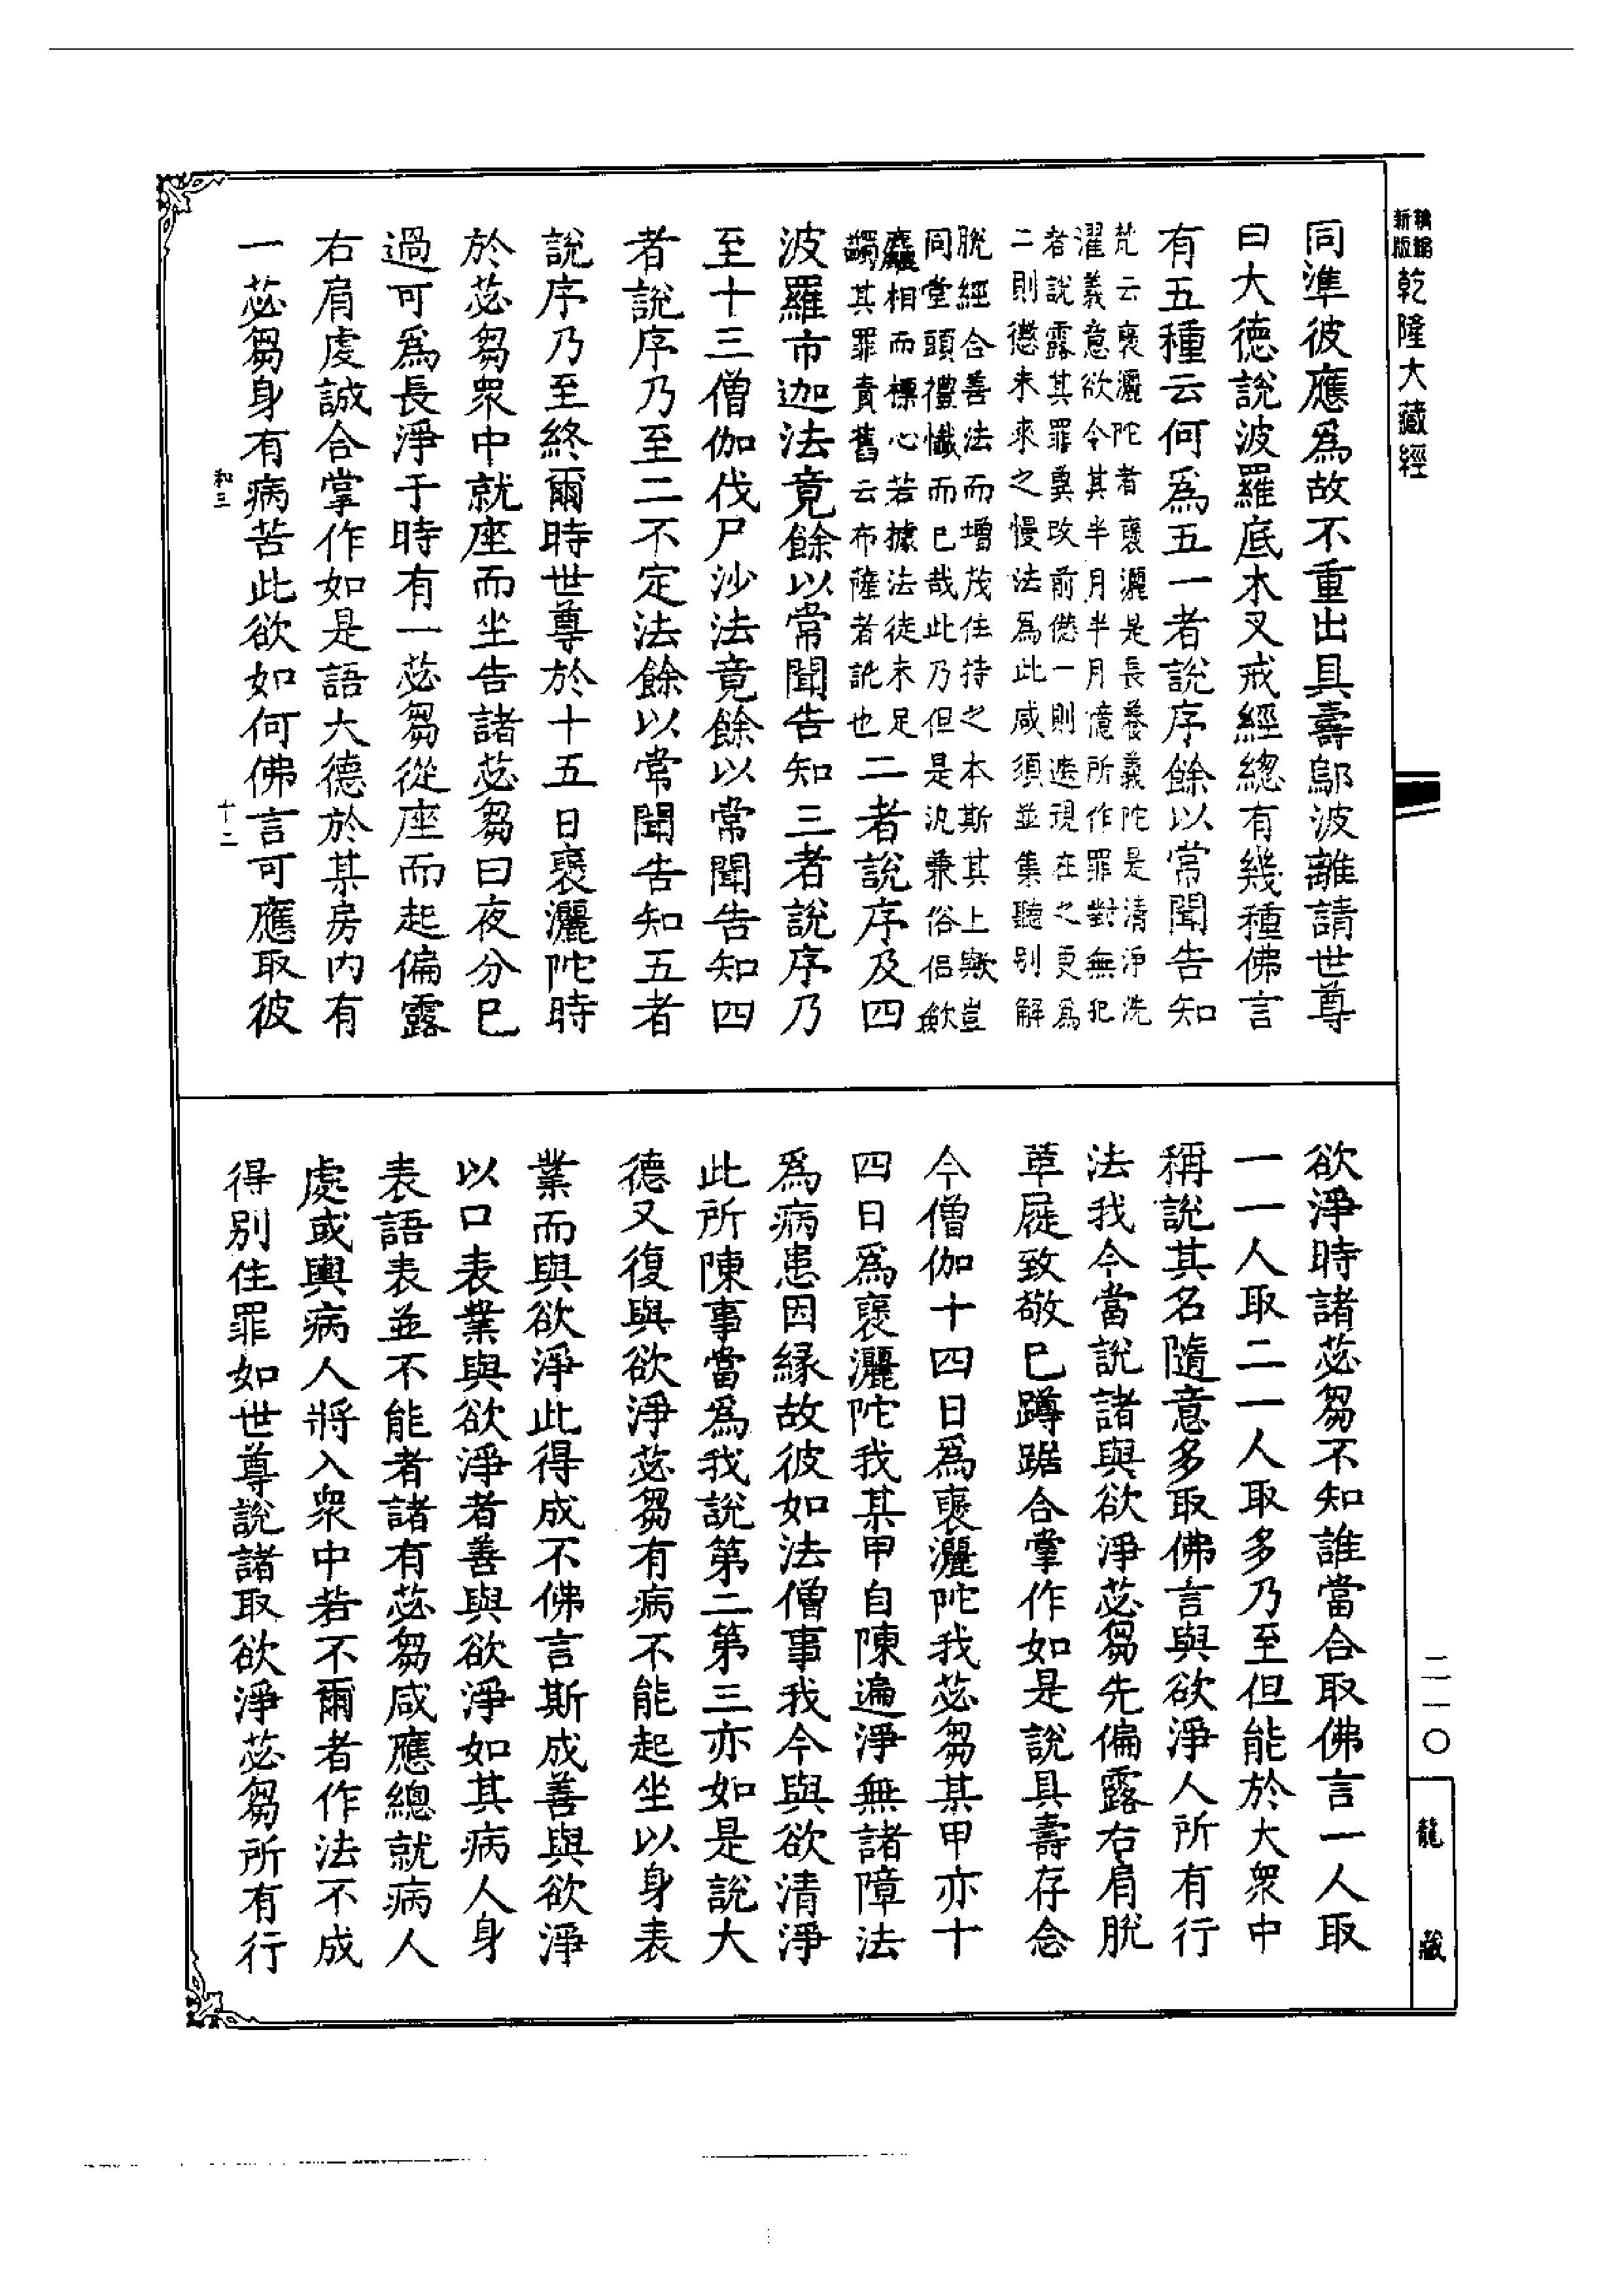 新版稿編乾隆大藏經
同準彼應爲故不重出具壽鄔波離請世尊
曰大德說波羅底木叉戒經總有幾種佛言
有五種云何爲五一者說序餘以常聞告知
梵云褒灑陀者褒灑是長養義陀是清淨洗
濯義意欲令其半月半月憶所作罪對無犯
者說露其罪冀改前愆一則遮現在之更爲
二則懲未來之慢法爲此咸須並集聽別解
脫經合善法而增茂住持之本斯其上歟豈
同堂頭禮懺而已哉此乃但是汎兼俗侶斂
麤相而標心若據法徒未足
蠲其罪責舊云布薩者訛也二者說序及四
波羅市迦法竟餘以常聞告知三者說序乃
至十三僧伽伐尸沙法竟餘以常聞告知四
者說序乃至二不定法餘以常聞告知五者
說序乃至終爾時世尊於十五日褒灑陀時
於苾芻衆中就座而坐告諸苾芻曰夜分已
過可爲長淨于時有一苾芻從座而起偏露
右肩虔誠合掌作如是語大德於某房內有
一苾芻身有病苦此欲如何佛言可應取彼
和三 十二
欲淨時諸苾芻不知誰當合取佛言一人取
一一人取二一人取多乃至但能於大衆中
稱說其名隨意多取佛言與欲淨人所有行
法我今當說諸與欲淨苾芻先偏露右肩脫
革屣致敬已蹲踞合掌作如是說具壽存念
今僧伽十四日爲褒灑陀我苾芻某甲亦十
四日爲褒灑陀我某甲自陳遍淨無諸障法
爲病患因緣故彼如法僧事我今與欲清淨
此所陳事當爲我說第二第三亦如是說大
德又復與欲淨苾芻有病不能起坐以身表
業而與欲淨此得成不佛言斯成善與欲淨
以口表業與欲淨者善與欲淨如其病人身
表語表並不能者諸有苾芻咸應總就病人
處或輿病人將入衆中若不爾者作法不成
得別住罪如世尊說諸取欲淨苾芻所有行
二一〇
龍藏